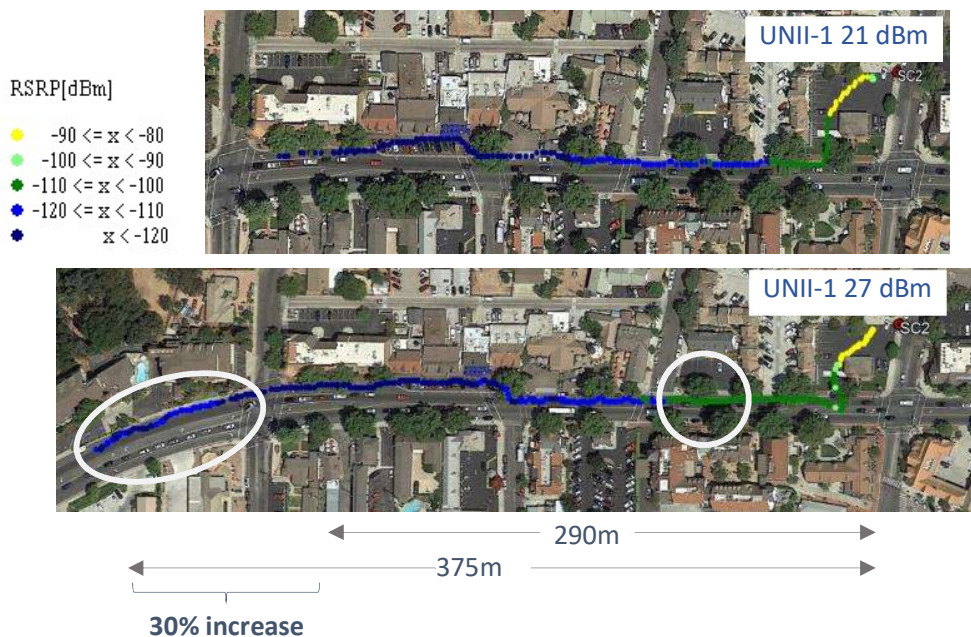 UNII-1 21 dBm
SC2
RSRP[dBm]
-90 <= x < -80
-100 <= x < -90
-110 <= x < -100
-120 <= x < -110
x < -120
UNII-1 27 dBm
SC2
290m
375m
30% increase